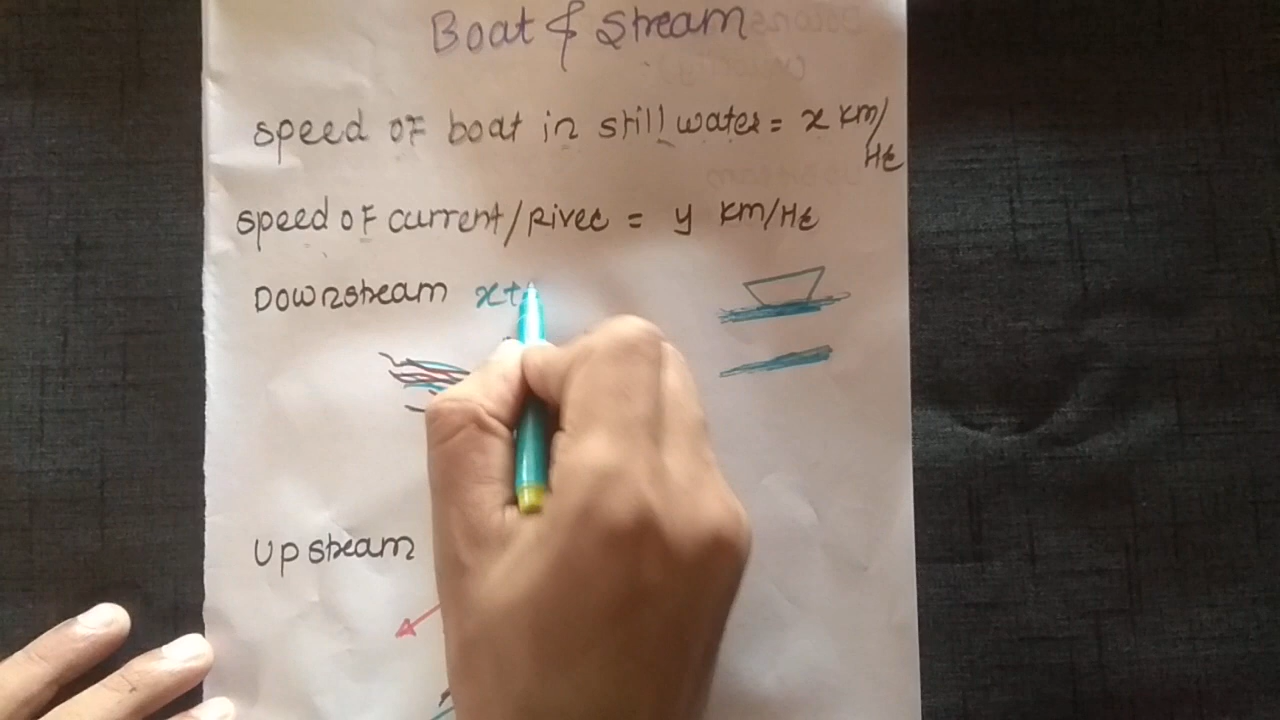 Boat & Stream
speed OF boat in still water = x km/
Hr
speed OF current/River = y km/Hr
Downstream x+
Upstream